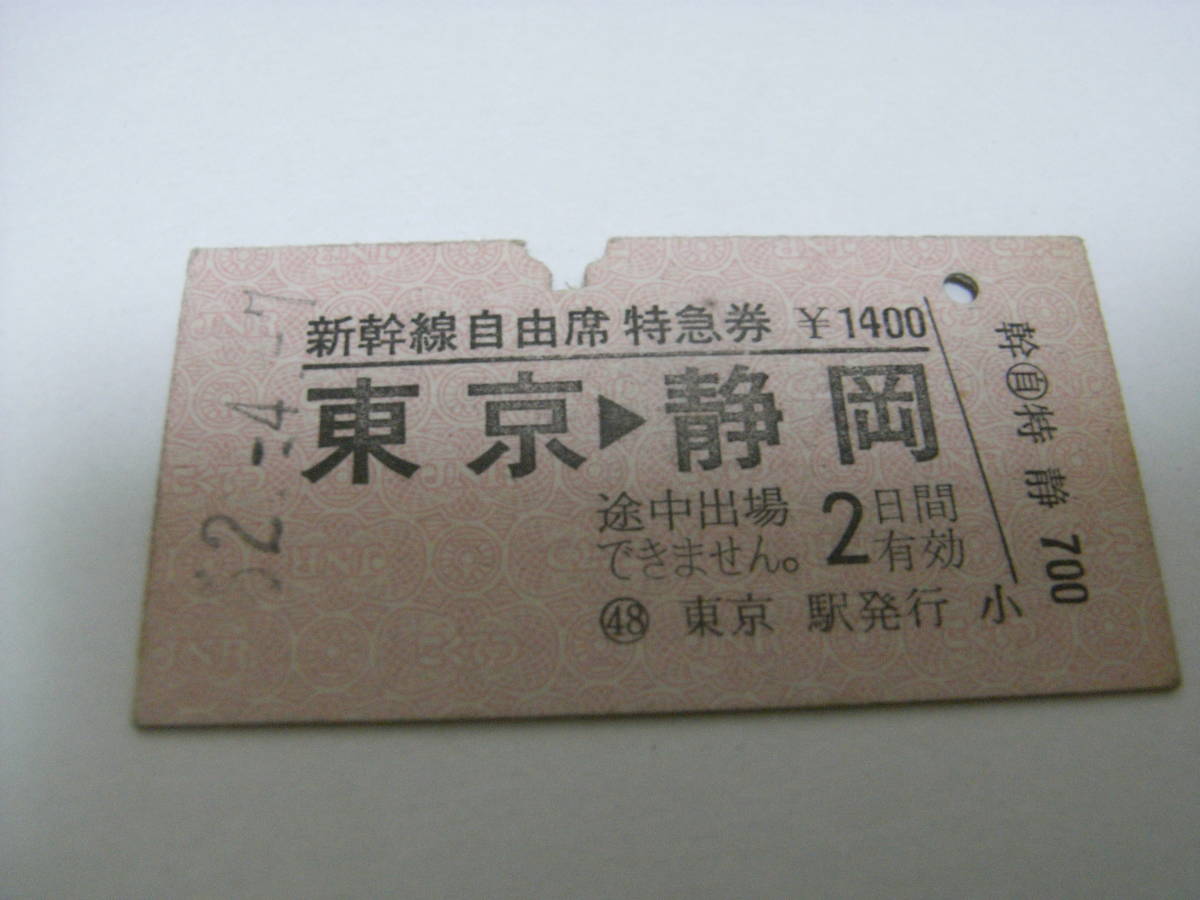 新幹線自由席 特急券 ¥1400
東京▶静岡
途中出場
できません。
2日間
有効
㊽ 東京 駅発行 小
幹㊀特 静 700
52.-4.-7
JNR